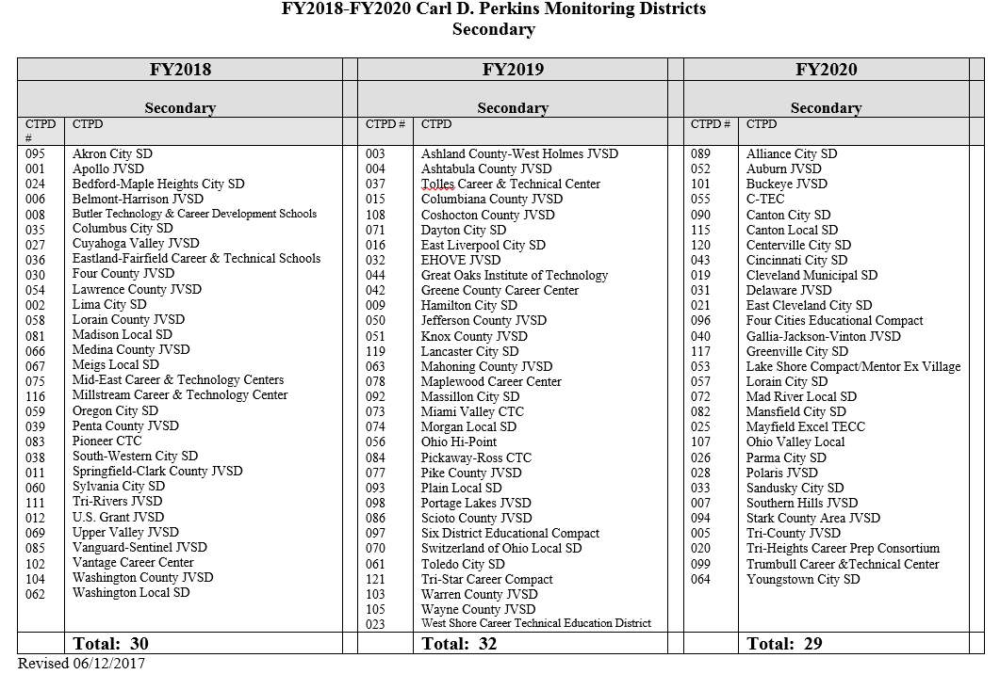 FY2018-FY2020 Carl D. Perkins Monitoring Districts
Secondary
FY2018 FY2019 FY2020
Secondary Secondary Secondary
CTPD # CTPD CTPD # CTPD CTPD # CTPD
095 Akron City SD 003 Ashland County-West Holmes JVSD 089 Alliance City SD
001 Apollo JVSD 004 Ashtabula County JVSD 052 Auburn JVSD
024 Bedford-Maple Heights City SD 037 Tolles Career & Technical Center 101 Buckeye JVSD
006 Belmont-Harrison JVSD 015 Columbiana County JVSD 055 C-TEC
008 Butler Technology & Career Development Schools 108 Coshocton County JVSD 090 Canton City SD
035 Columbus City SD 071 Dayton City SD 115 Canton Local SD
027 Cuyahoga Valley JVSD 016 East Liverpool City SD 120 Centerville City SD
036 Eastland-Fairfield Career & Technical Schools 032 EHOVE JVSD 043 Cincinnati City SD
030 Four County JVSD 044 Great Oaks Institute of Technology 019 Cleveland Municipal SD
054 Lawrence County JVSD 042 Greene County Career Center 031 Delaware JVSD
002 Lima City SD 009 Hamilton City SD 021 East Cleveland City SD
058 Lorain County JVSD 050 Jefferson County JVSD 096 Four Cities Educational Compact
081 Madison Local SD 051 Knox County JVSD 040 Gallia-Jackson-Vinton JVSD
066 Medina County JVSD 119 Lancaster City SD 117 Greenville City SD
067 Meigs Local SD 063 Mahoning County JVSD 053 Lake Shore Compact/Mentor Ex Village
075 Mid-East Career & Technology Centers 078 Maplewood Career Center 057 Lorain City SD
116 Millstream Career & Technology Center 092 Massillon City SD 072 Mad River Local SD
059 Oregon City SD 073 Miami Valley CTC 082 Mansfield City SD
039 Penta County JVSD 074 Morgan Local SD 025 Mayfield Excel TECC
083 Pioneer CTC 056 Ohio Hi-Point 107 Ohio Valley Local
038 South-Western City SD 084 Pickaway-Ross CTC 026 Parma City SD
011 Springfield-Clark County JVSD 077 Pike County JVSD 028 Polaris JVSD
060 Sylvania City SD 093 Plain Local SD 033 Sandusky City SD
111 Tri-Rivers JVSD 098 Portage Lakes JVSD 007 Southern Hills JVSD
012 U.S. Grant JVSD 086 Scioto County JVSD 094 Stark County Area JVSD
069 Upper Valley JVSD 097 Six District Educational Compact 005 Tri-County JVSD
085 Vanguard-Sentinel JVSD 070 Switzerland of Ohio Local SD 020 Tri-Heights Career Prep Consortium
102 Vantage Career Center 061 Toledo City SD 099 Trumbull Career &Technical Center
104 Washington County JVSD 121 Tri-Star Career Compact 064 Youngstown City SD
062 Washington Local SD 103 Warren County JVSD
105 Wayne County JVSD
023 West Shore Career Technical Education District
Total: 30 Total: 32 Total: 29
Revised 06/12/2017